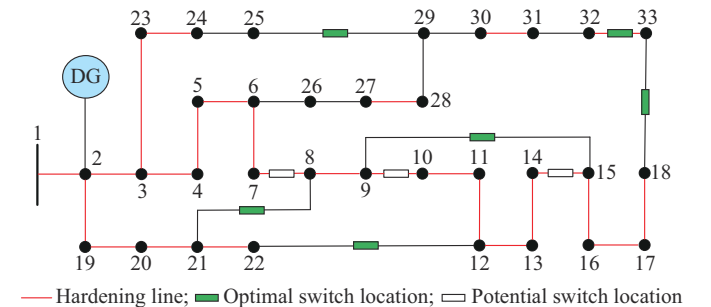 23 24 25 29 30 31 32 33
DG
5 6 26 27 28
1 2 3 4 7 8 9 10 11 14 15 18
19 20 21 22 12 13 16 17
Hardening line; Optimal switch location; Potential switch location